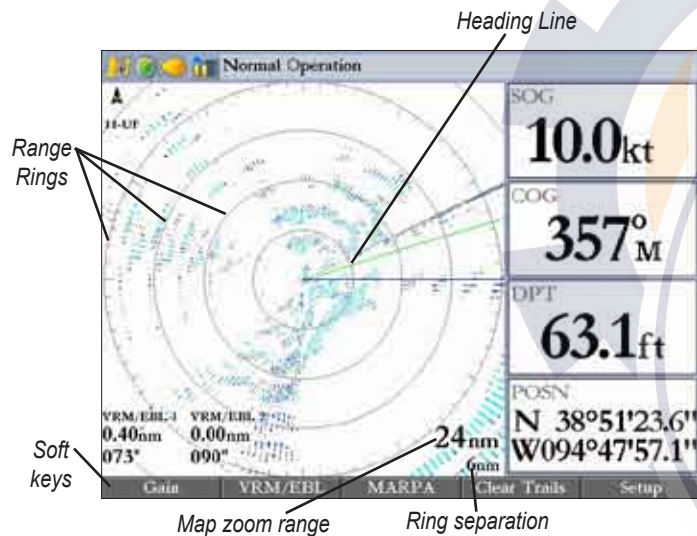 Heading Line
Normal Operation
H-UP
Range
Rings
SOG
10.0kt
COG
357°M
DPT
63.1ft
POSN
N 38°51'23.6"
W094°47'57.1"
VRM/EBL 1 VRM/EBL 2
0.40nm 0.00nm
073° 090°
24nm
6nm
Soft
keys
Gain VRM/EBL MARPA Clear Trails Setup
Map zoom range
Ring separation